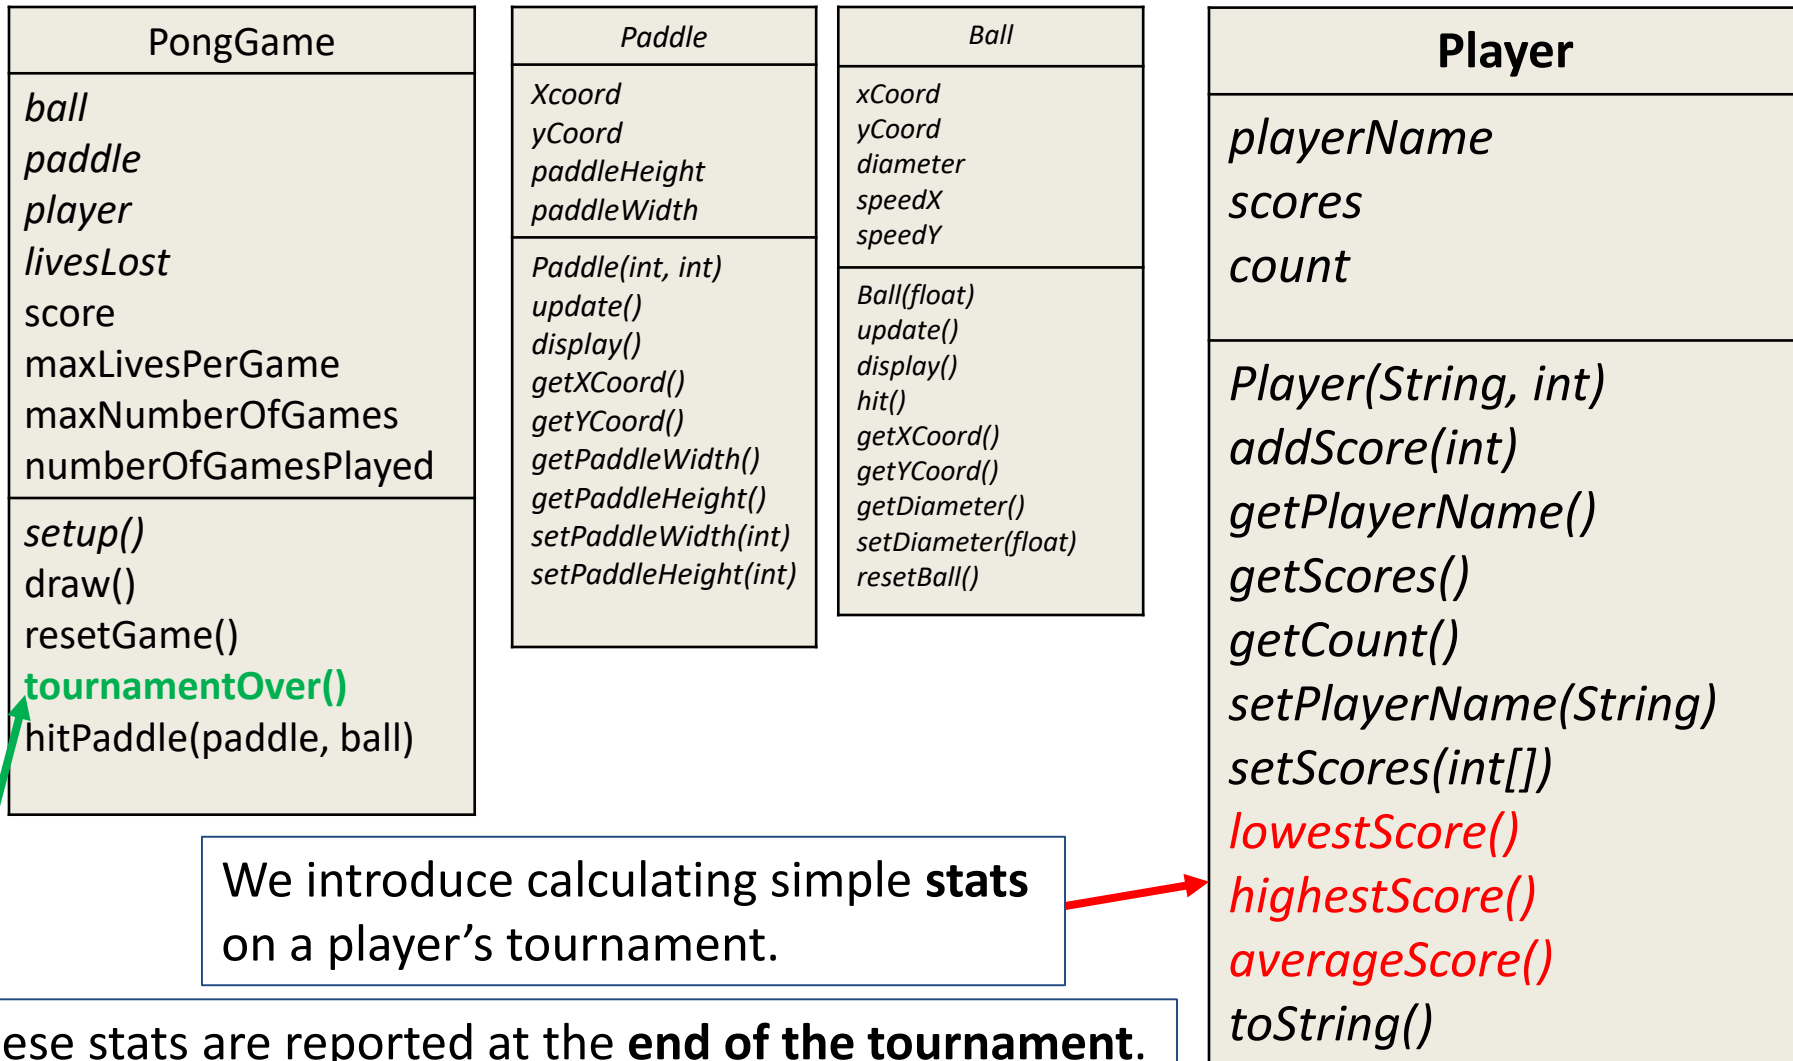 PongGame
ball
paddle
player
livesLost
score
maxLivesPerGame
maxNumberOfGames
numberOfGamesPlayed
setup()
draw()
resetGame()
tournamentOver()
hitPaddle(paddle, ball)
Paddle
Xcoord
yCoord
paddleHeight
paddleWidth
Paddle(int, int)
update()
display()
getXCoord()
getYCoord()
getPaddleWidth()
getPaddleHeight()
setPaddleWidth(int)
setPaddleHeight(int)
Ball
xCoord
yCoord
diameter
speedX
speedY
Ball(float)
update()
display()
hit()
getXCoord()
getYCoord()
getDiameter()
setDiameter(float)
resetBall()
Player
playerName
scores
count
Player(String, int)
addScore(int)
getPlayerName()
getScores()
getCount()
setPlayerName(String)
setScores(int[])
lowestScore()
highestScore()
averageScore()
toString()
We introduce calculating simple stats
on a player’s tournament.
ese stats are reported at the end of the tournament.